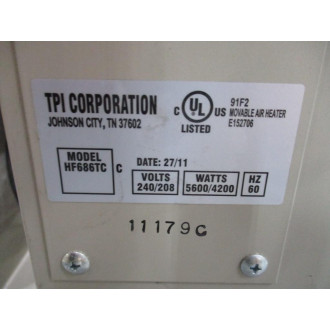 TPI CORPORATION
JOHNSON CITY, TN 37602
C UL US
LISTED
91F2
MOVABLE AIR HEATER
E152706
MODEL
HF686TC
C
DATE: 27/11
VOLTS
240/208
WATTS
5600/4200
HZ
60
11179C